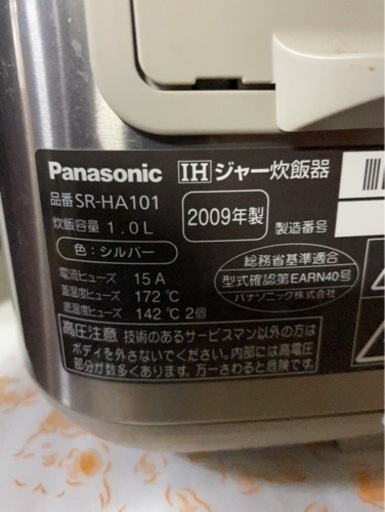 Panasonic IHジャー炊飯器
品番 SR-HA101
炊飯容量 1.0L
2009年製
製造番号
色:シルバー
電流ヒューズ 15A
蓋温度ヒューズ 172℃
底温度ヒューズ 142℃ 2個
総務省基準適合
型式確認第EARN40号
パナソニック株式会社
高圧注意 技術のあるサービスマン以外の方は
ボディを外さないでください。内部には高電圧
部分が数多くあります。万一さわると危険です。